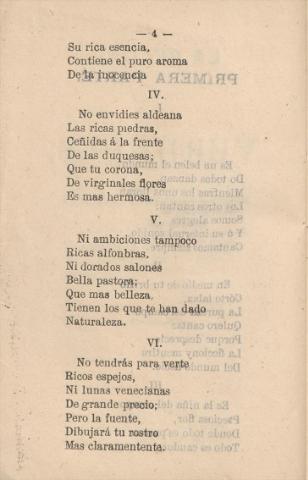 — 4 —
Su rica esencia,
Contiene el puro aroma
De la inocencia
IV.
No envidies aldeana
Las ricas piedras,
Ceñidas á la frente
De las duquesas;
Que tu corona,
De virginales flores
Es mas hermosa.
V.
Ni ambiciones tampoco
Ricas alfonbras,
Ni dorados salones
Bella pastora;
Que mas belleza
Tienen los que te han dado
Naturaleza.
VI.
No tendrás para verte
Ricos espejos,
Ni lunas venecianas
De grande precio;
Pero la fuente,
Dibujará tu rostro
Mas claramente.